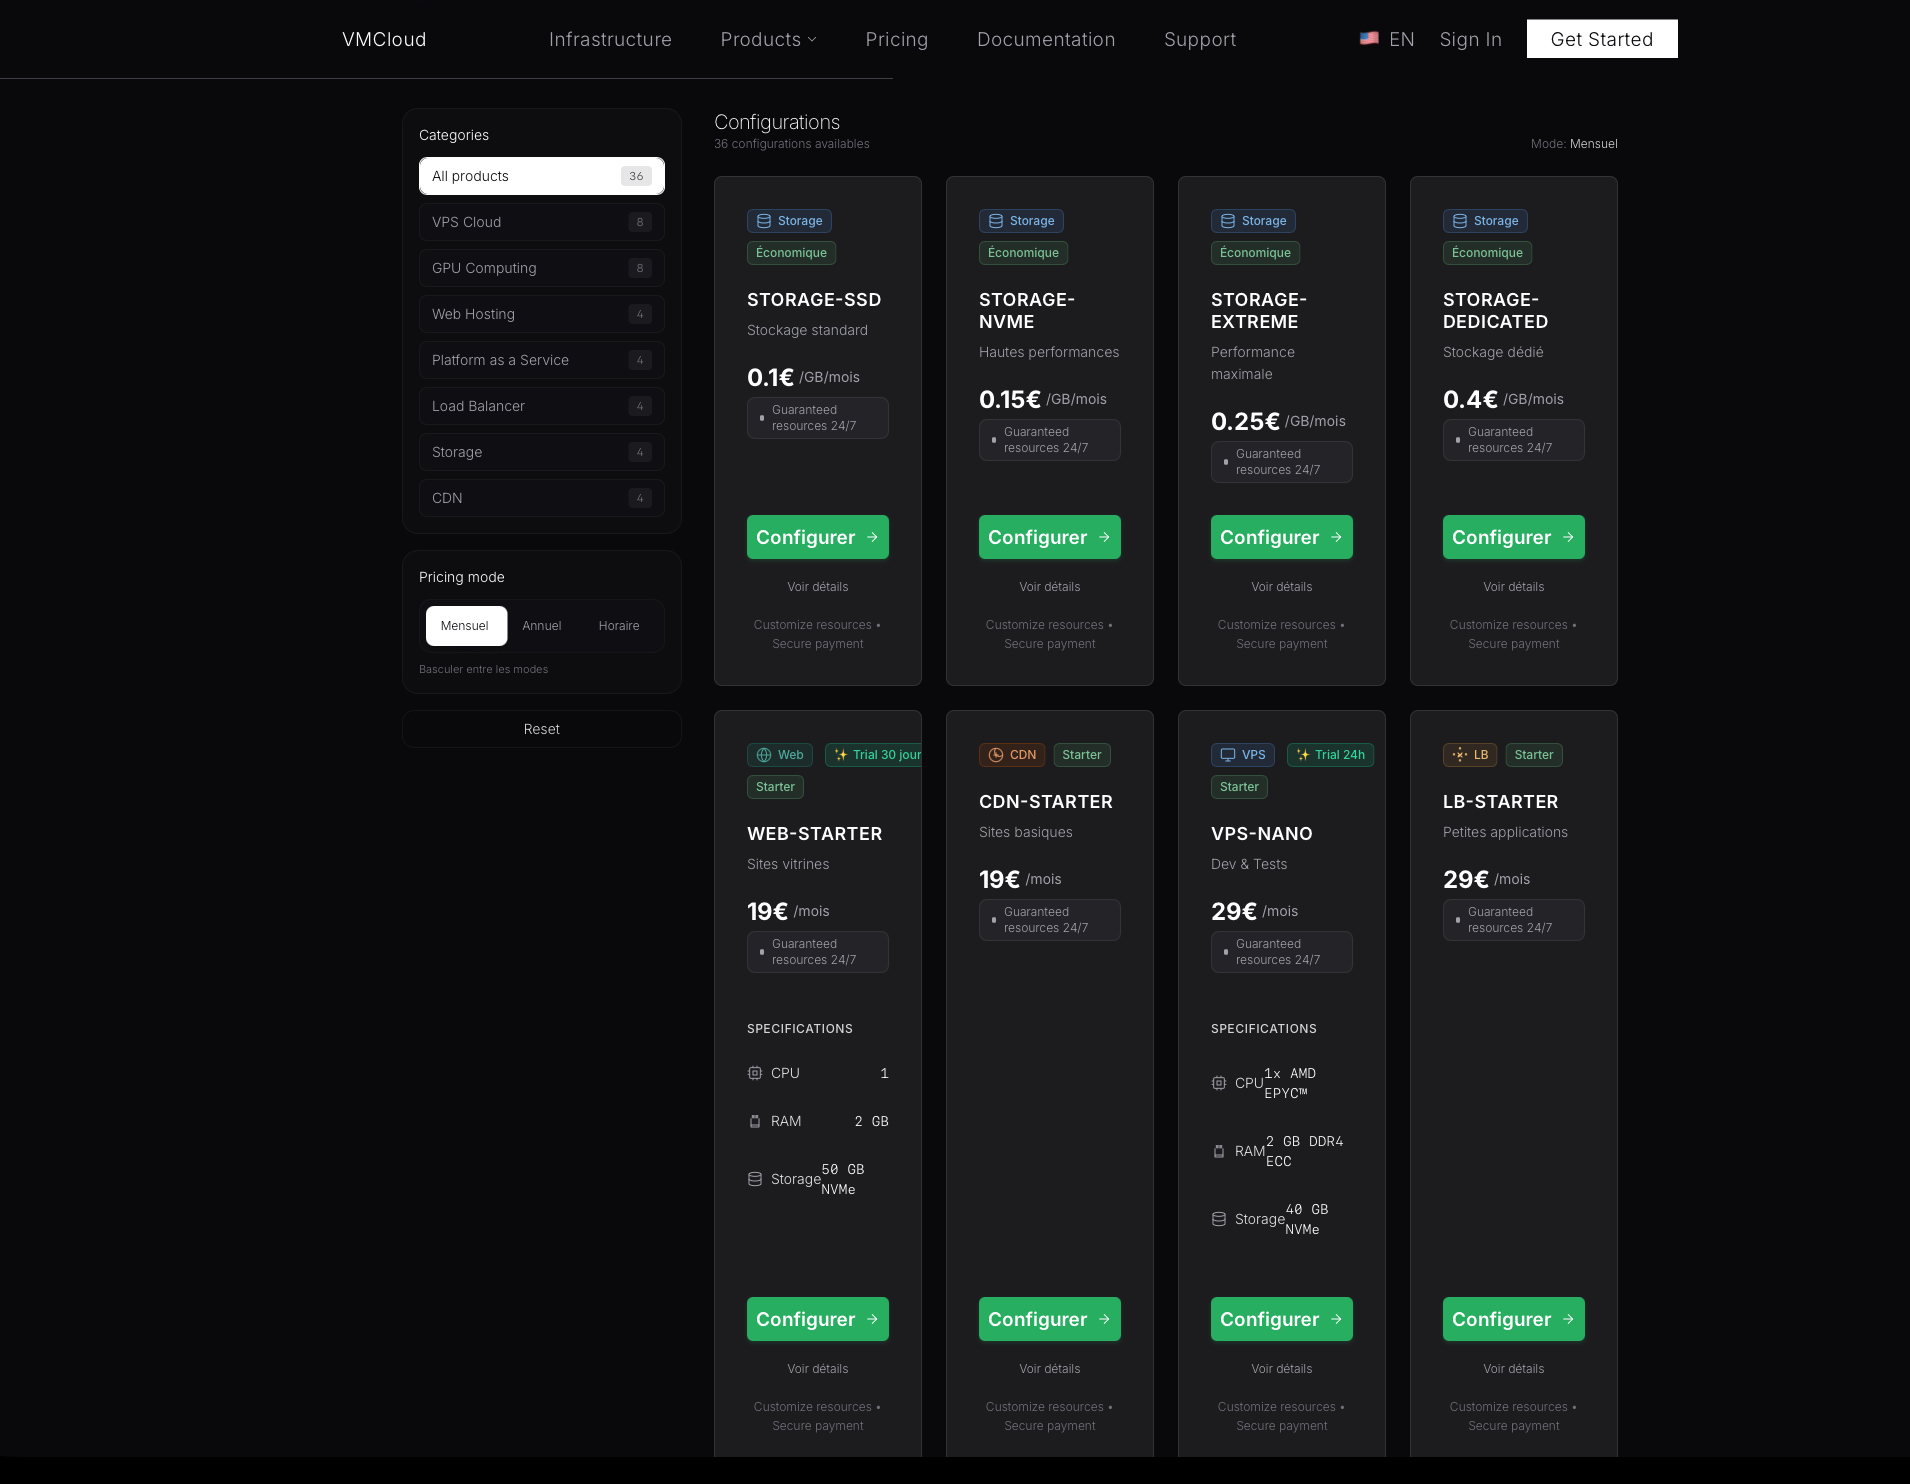 VMCloud
Infrastructure
Products
Pricing
Documentation
Support
EN
Sign In
Get Started
Categories
All products 36
VPS Cloud 8
GPU Computing 8
Web Hosting 4
Platform as a Service 4
Load Balancer 4
Storage 4
CDN 4
Pricing mode
Mensuel Annuel Horaire
Basculer entre les modes
Reset
Configurations
36 configurations available
Mode: Mensuel
Storage
Économique
STORAGE-SSD
Stockage standard
0.1€ /GB/mois
Guaranteed
resources 24/7
Configurer →
Voir détails
Customize resources •
Secure payment
Storage
Économique
STORAGE-
NVME
Hautes performances
0.15€ /GB/mois
Guaranteed
resources 24/7
Configurer →
Voir détails
Customize resources •
Secure payment
Storage
Économique
STORAGE-
EXTREME
Performance
maximale
0.25€ /GB/mois
Guaranteed
resources 24/7
Configurer →
Voir détails
Customize resources •
Secure payment
Storage
Économique
STORAGE-
DEDICATED
Stockage dédié
0.4€ /GB/mois
Guaranteed
resources 24/7
Configurer →
Voir détails
Customize resources •
Secure payment
Web ✨ Trial 30 jour
Starter
WEB-STARTER
Sites vitrines
19€ /mois
Guaranteed
resources 24/7
SPECIFICATIONS
CPU 1
RAM 2 GB
Storage 50 GB
NVMe
Configurer →
Voir détails
Customize resources •
Secure payment
CDN Starter
CDN-STARTER
Sites basiques
19€ /mois
Guaranteed
resources 24/7
Configurer →
Voir détails
Customize resources •
Secure payment
VPS ✨ Trial 24h
Starter
VPS-NANO
Dev & Tests
29€ /mois
Guaranteed
resources 24/7
SPECIFICATIONS
CPU 1x AMD
EPYC™
RAM 2 GB DDR4
ECC
Storage 40 GB
NVMe
Configurer →
Voir détails
Customize resources •
Secure payment
LB Starter
LB-STARTER
Petites applications
29€ /mois
Guaranteed
resources 24/7
Configurer →
Voir détails
Customize resources •
Secure payment